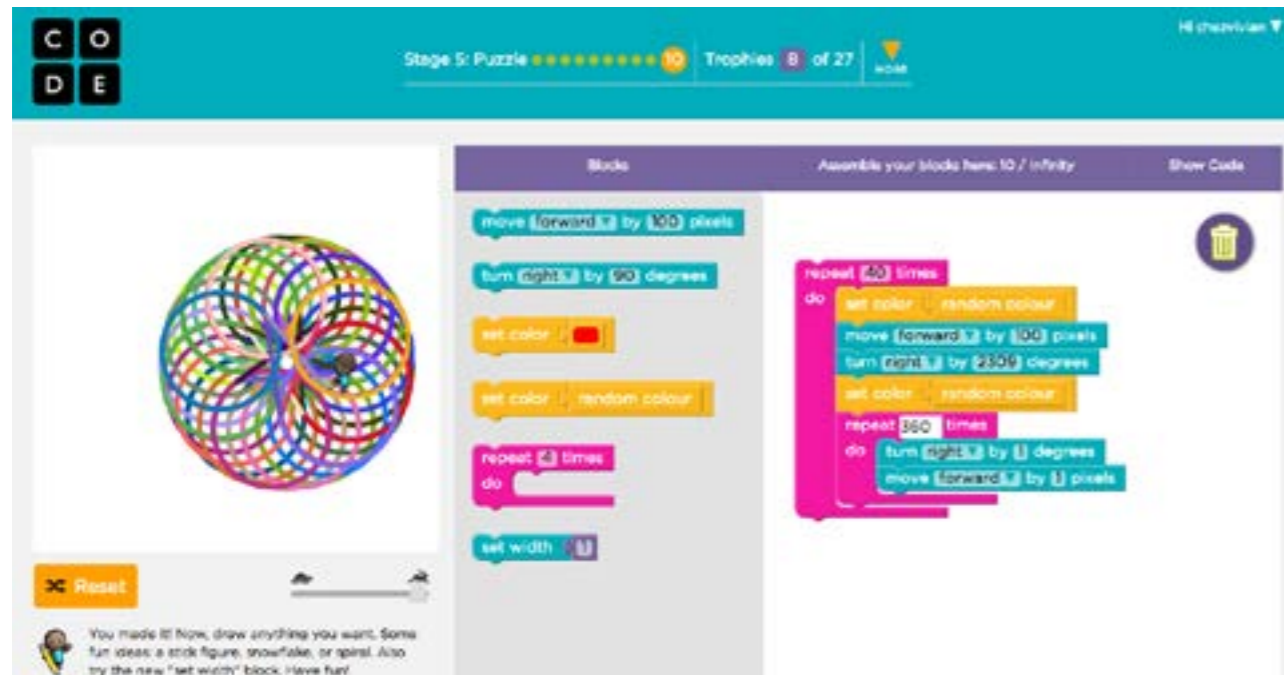 C O
D E
Stage 5: Puzzle 10
Trophies 8 of 27
MORE
Blocks
Assemble your blocks here: 10 / Infinity
Show Code
move forward by 100 pixels
turn right by 90 degrees
set color
set color random colour
repeat 4 times
do
set width 1
repeat 40 times
do
set color random colour
move forward by 100 pixels
turn right by 2309 degrees
set color random colour
repeat 360 times
do
turn right by 1 degrees
move forward by 1 pixels
Reset
You made it! Now, draw anything you want. Some
fun ideas: a stick figure, snowflake, or spiral. Also
try the new "set width" block. Have fun!